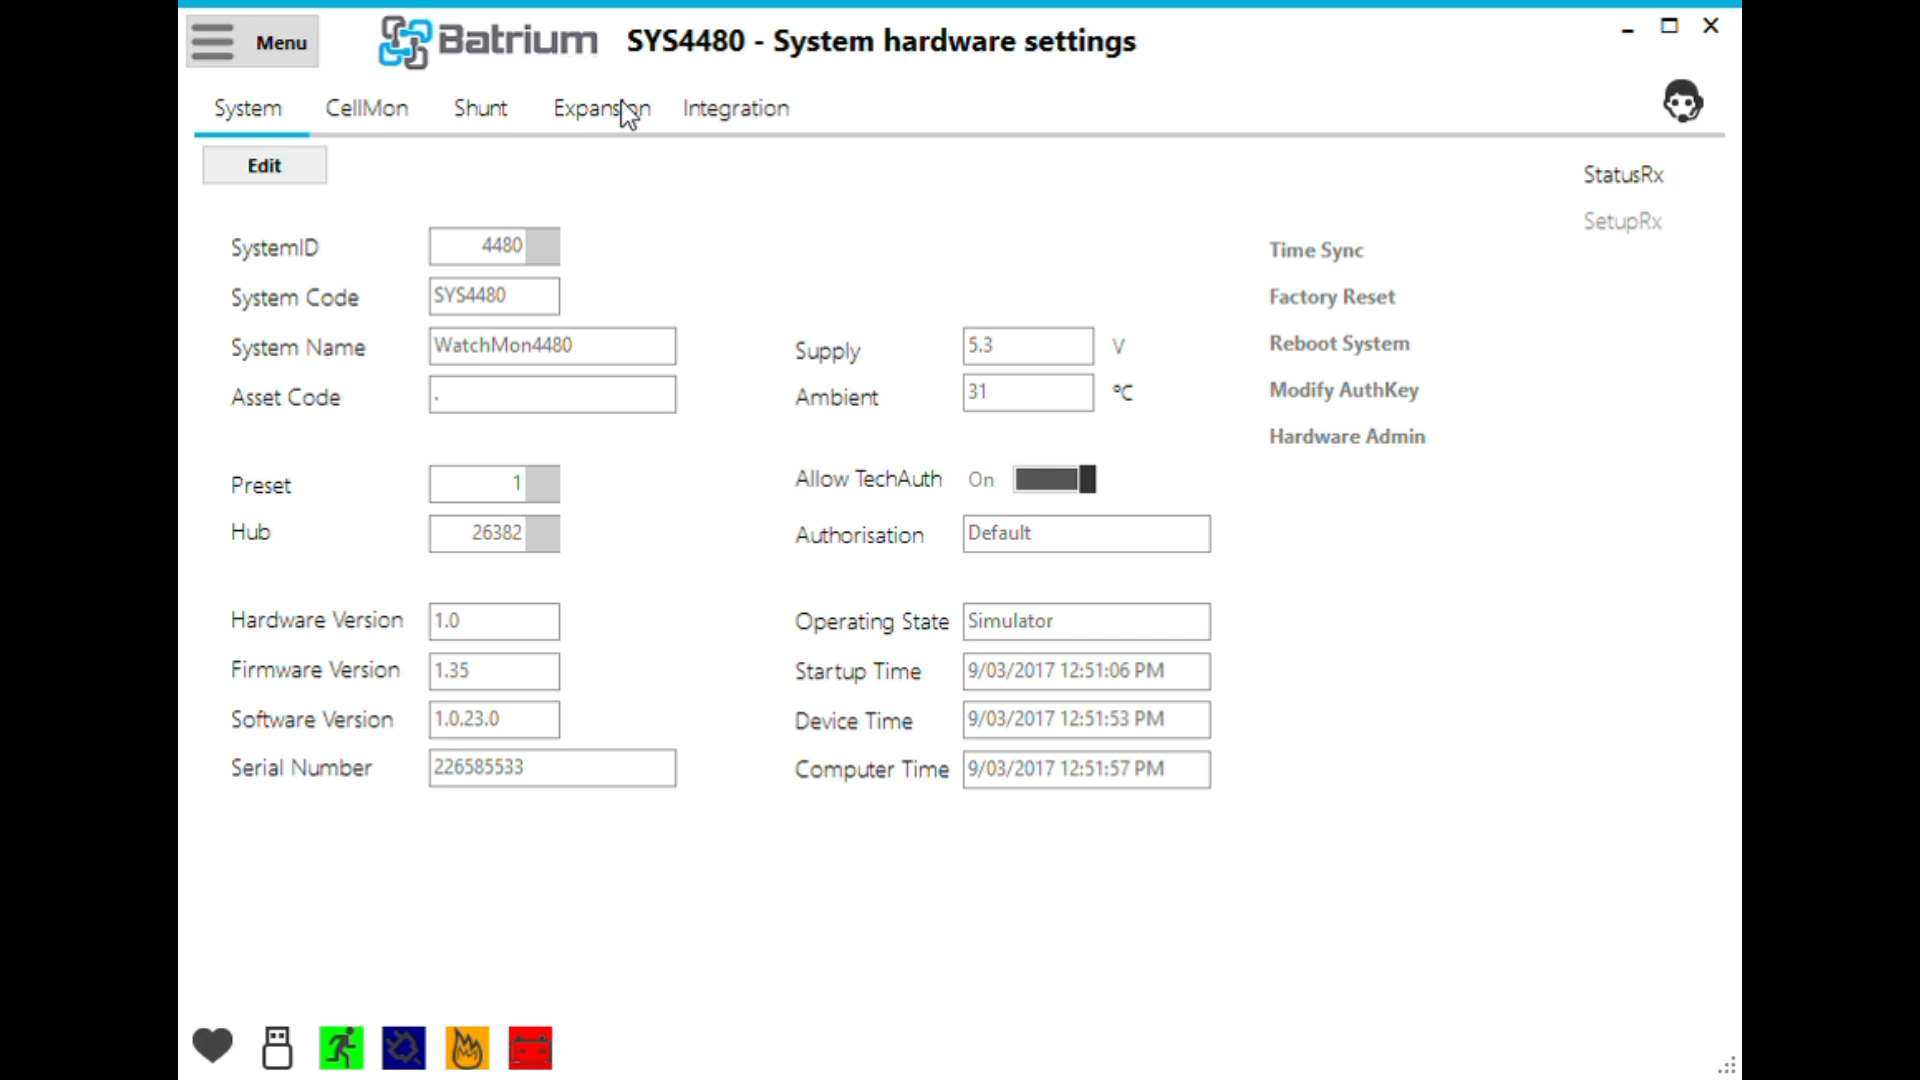 Menu
Batrium
SYS4480 - System hardware settings
System CellMon Shunt Expansion Integration
Edit
StatusRx
SetupRx
SystemID 4480
Time Sync
System Code SYS4480
Factory Reset
System Name WatchMon4480
Supply 5.3 V
Reboot System
Asset Code .
Ambient 31 °C
Modify AuthKey
Hardware Admin
Preset 1
Allow TechAuth On
Hub 26382
Authorisation Default
Hardware Version 1.0
Operating State Simulator
Firmware Version 1.35
Startup Time 9/03/2017 12:51:06 PM
Software Version 1.0.23.0
Device Time 9/03/2017 12:51:53 PM
Serial Number 226585533
Computer Time 9/03/2017 12:51:57 PM